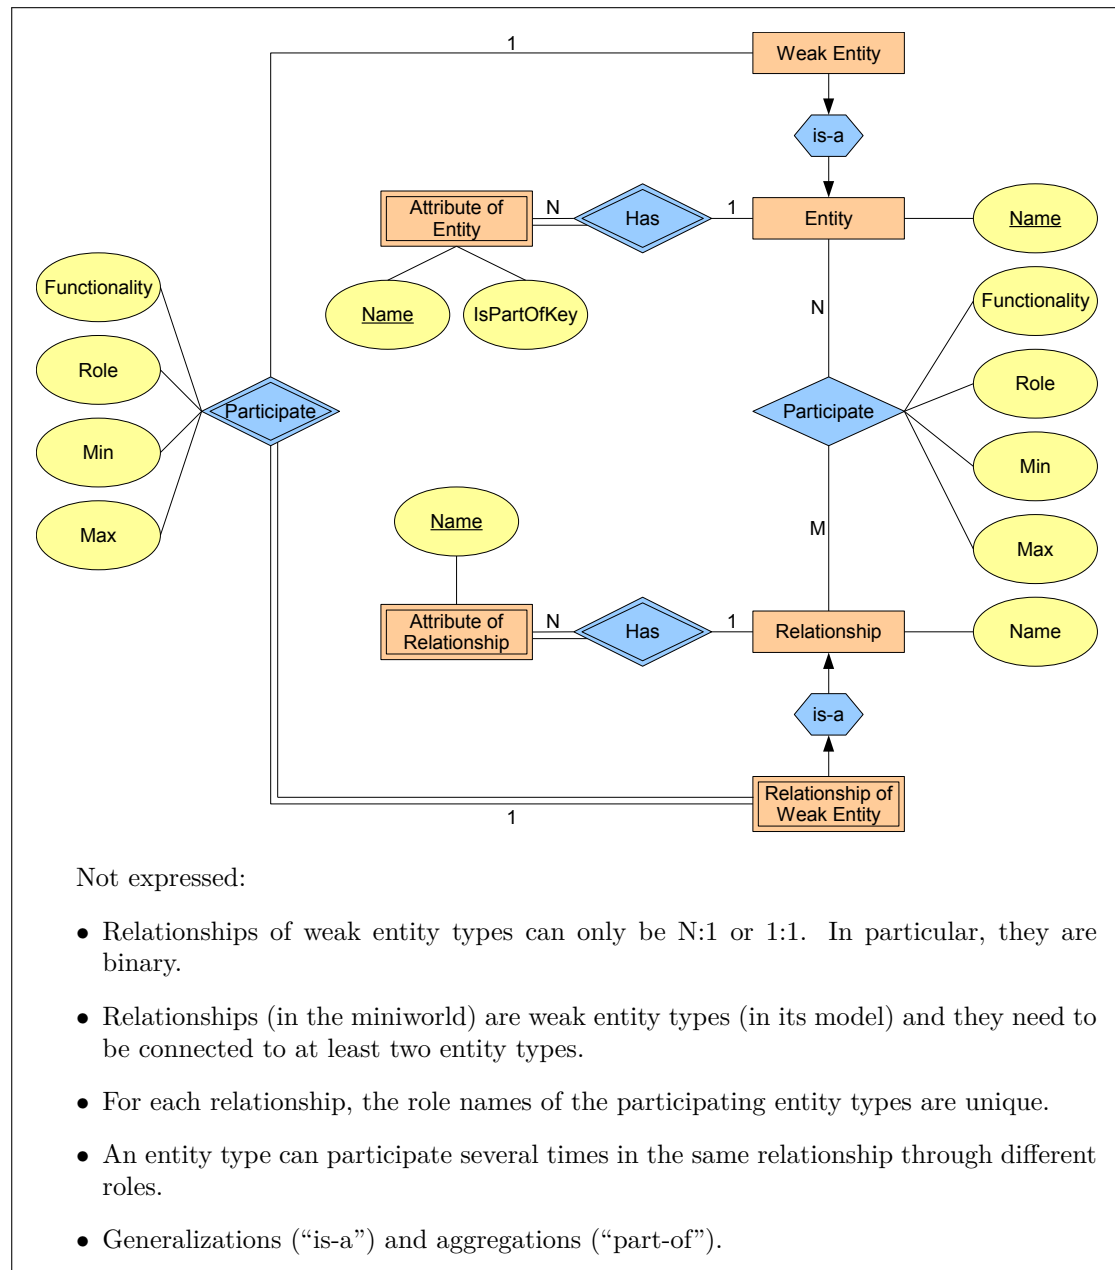 1
Weak Entity
is-a
Attribute of
Entity
N
Has
1
Entity
Name
Name
IsPartOfKey
Functionality
Role
Min
Max
Participate
N
Participate
Functionality
Role
Min
Max
M
Name
Attribute of
Relationship
N
Has
1
Relationship
Name
is-a
Relationship of
Weak Entity
1
Not expressed:
• Relationships of weak entity types can only be N:1 or 1:1. In particular, they are
binary.
• Relationships (in the miniworld) are weak entity types (in its model) and they need to
be connected to at least two entity types.
• For each relationship, the role names of the participating entity types are unique.
• An entity type can participate several times in the same relationship through different
roles.
• Generalizations (“is-a”) and aggregations (“part-of”).